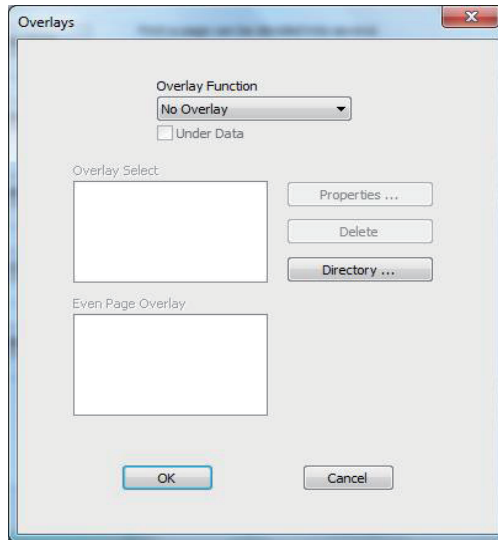 Overlays
Overlay Function
No Overlay
Under Data
Overlay Select
Properties ...
Delete
Directory ...
Even Page Overlay
OK
Cancel